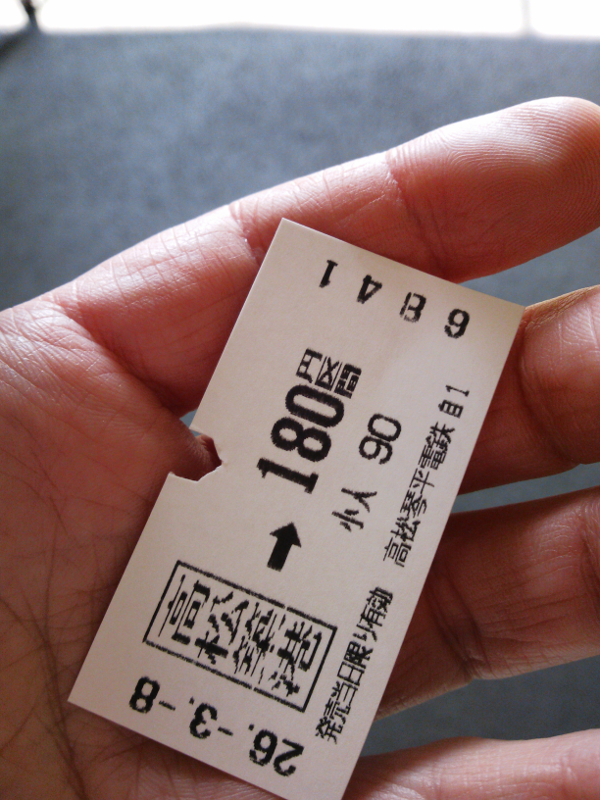 26.-3.-8
高松築港 → 180円区間
小人 90
発売当日限り有効 高松琴平電鉄 自1
6841